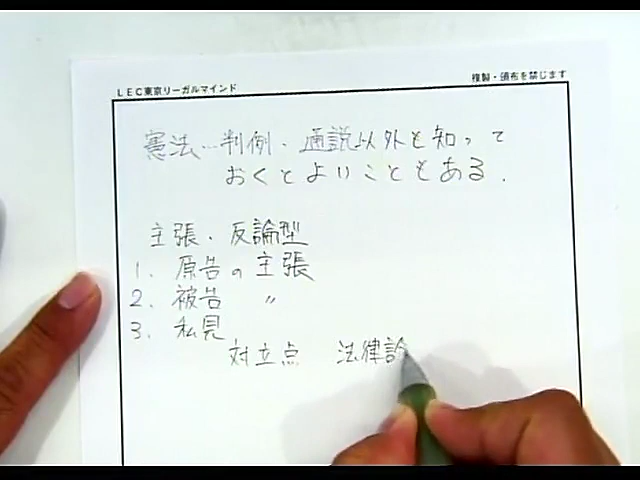 LEC東京リーガルマインド
複製・頒布を禁じます
憲法…判例・通説以外も知って
おくとよいこともある.
主張・反論型
1. 原告の主張
2. 被告 〃
3. 私見
対立点 法律論